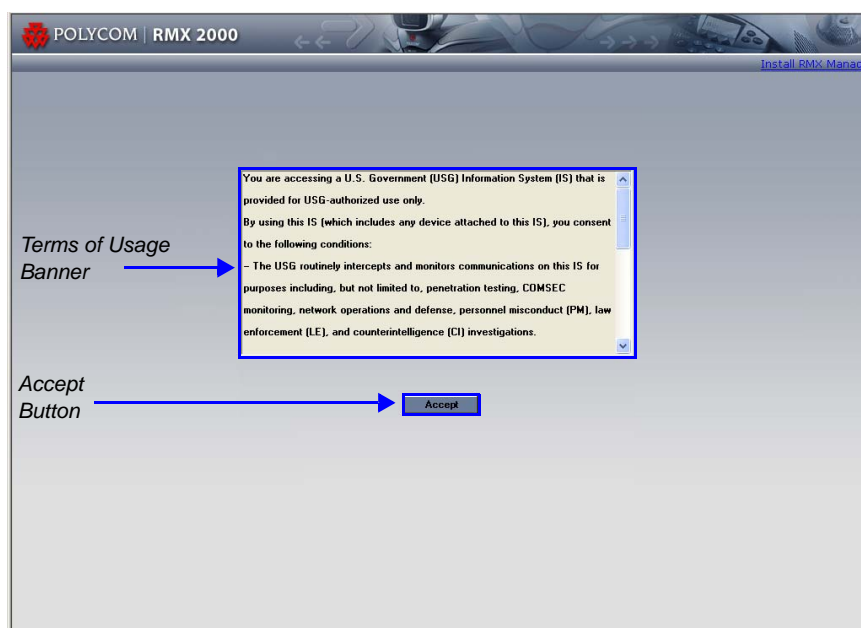 POLYCOM | RMX 2000
Install RMX Manag
You are accessing a U.S. Government (USG) Information System (IS) that is
provided for USG-authorized use only.
By using this IS (which includes any device attached to this IS), you consent
to the following conditions:
– The USG routinely intercepts and monitors communications on this IS for
purposes including, but not limited to, penetration testing, COMSEC
monitoring, network operations and defense, personnel misconduct (PM), law
enforcement (LE), and counterintelligence (CI) investigations.
Terms of Usage
Banner
Accept
Button
Accept